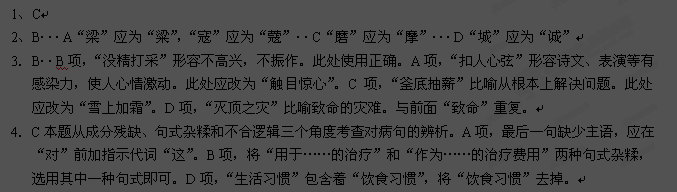 1、C
2、B···A“梁”应为“粱”，“寇”应为“蔻”··C“磨”应为“摩”···D“城”应为“诚”
3．B··B项，“没精打采”形容不高兴，不振作。此处使用正确。A项，“扣人心弦”形容诗文、表演等有
感染力，使人心情激动。此处应改为“触目惊心”。C 项，“釜底抽薪”比喻从根本上解决问题。此处
应改为“雪上加霜”。D项，“灭顶之灾”比喻致命的灾难。与前面“致命”重复。
4．C本题从成分残缺、句式杂糅和不合逻辑三个角度考查对病句的辨析。A项，最后一句缺少主语，应在
“对”前加指示代词“这”。B项，将“用于……的治疗”和“作为……的治疗费用”两种句式杂糅，
选用其中一种句式即可。D项，“生活习惯”包含着“饮食习惯”，将“饮食习惯”去掉。